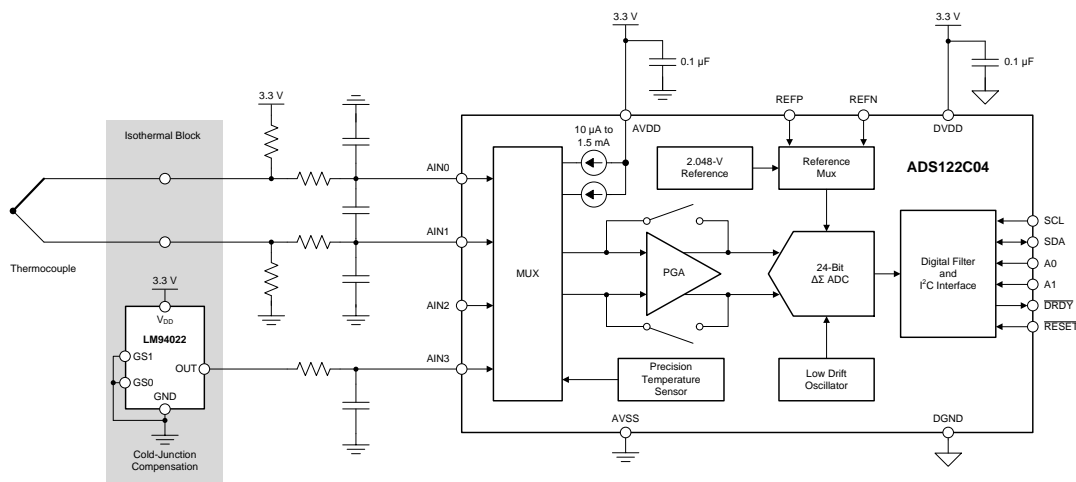 3.3 V
3.3 V
0.1 µF
0.1 µF
3.3 V
Isothermal Block
10 µA to
1.5 mA
AVDD
REFP
REFN
DVDD
2.048-V
Reference
Reference
Mux
ADS122C04
AIN0
AIN1
AIN2
AIN3
MUX
PGA
24-Bit
ΔΣ ADC
Digital Filter
and
I²C Interface
SCL
SDA
A0
A1
DRDY
RESET
Thermocouple
3.3 V
VDD
LM94022
GS1
GS0
OUT
GND
Precision
Temperature
Sensor
Low Drift
Oscillator
AVSS
DGND
Cold-Junction
Compensation